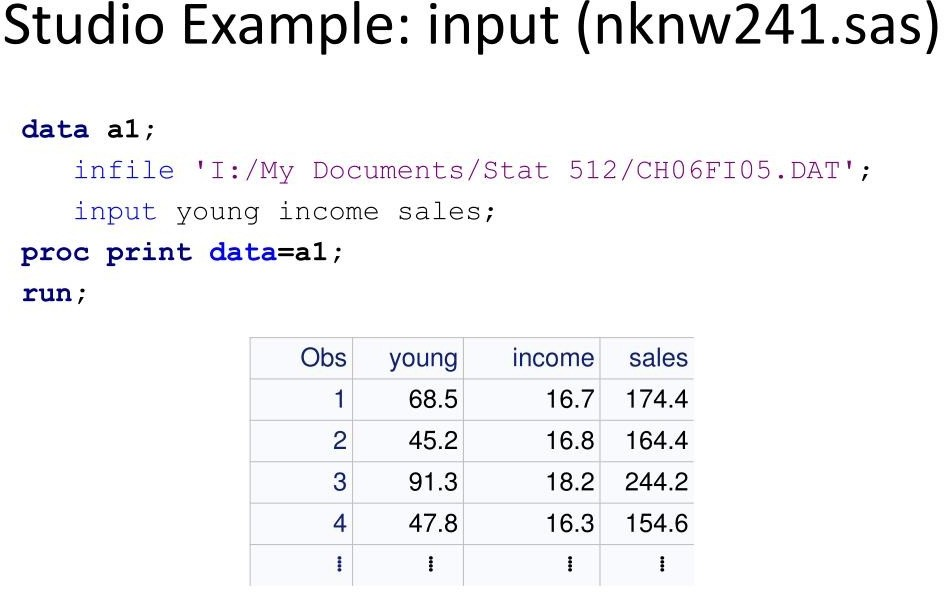 Studio Example: input (nknw241.sas)
data a1;
infile 'I:/My Documents/Stat 512/CH06FI05.DAT';
input young income sales;
proc print data=a1;
run;
Obs young income sales
1 68.5 16.7 174.4
2 45.2 16.8 164.4
3 91.3 18.2 244.2
4 47.8 16.3 154.6
⁞ ⁞ ⁞ ⁞